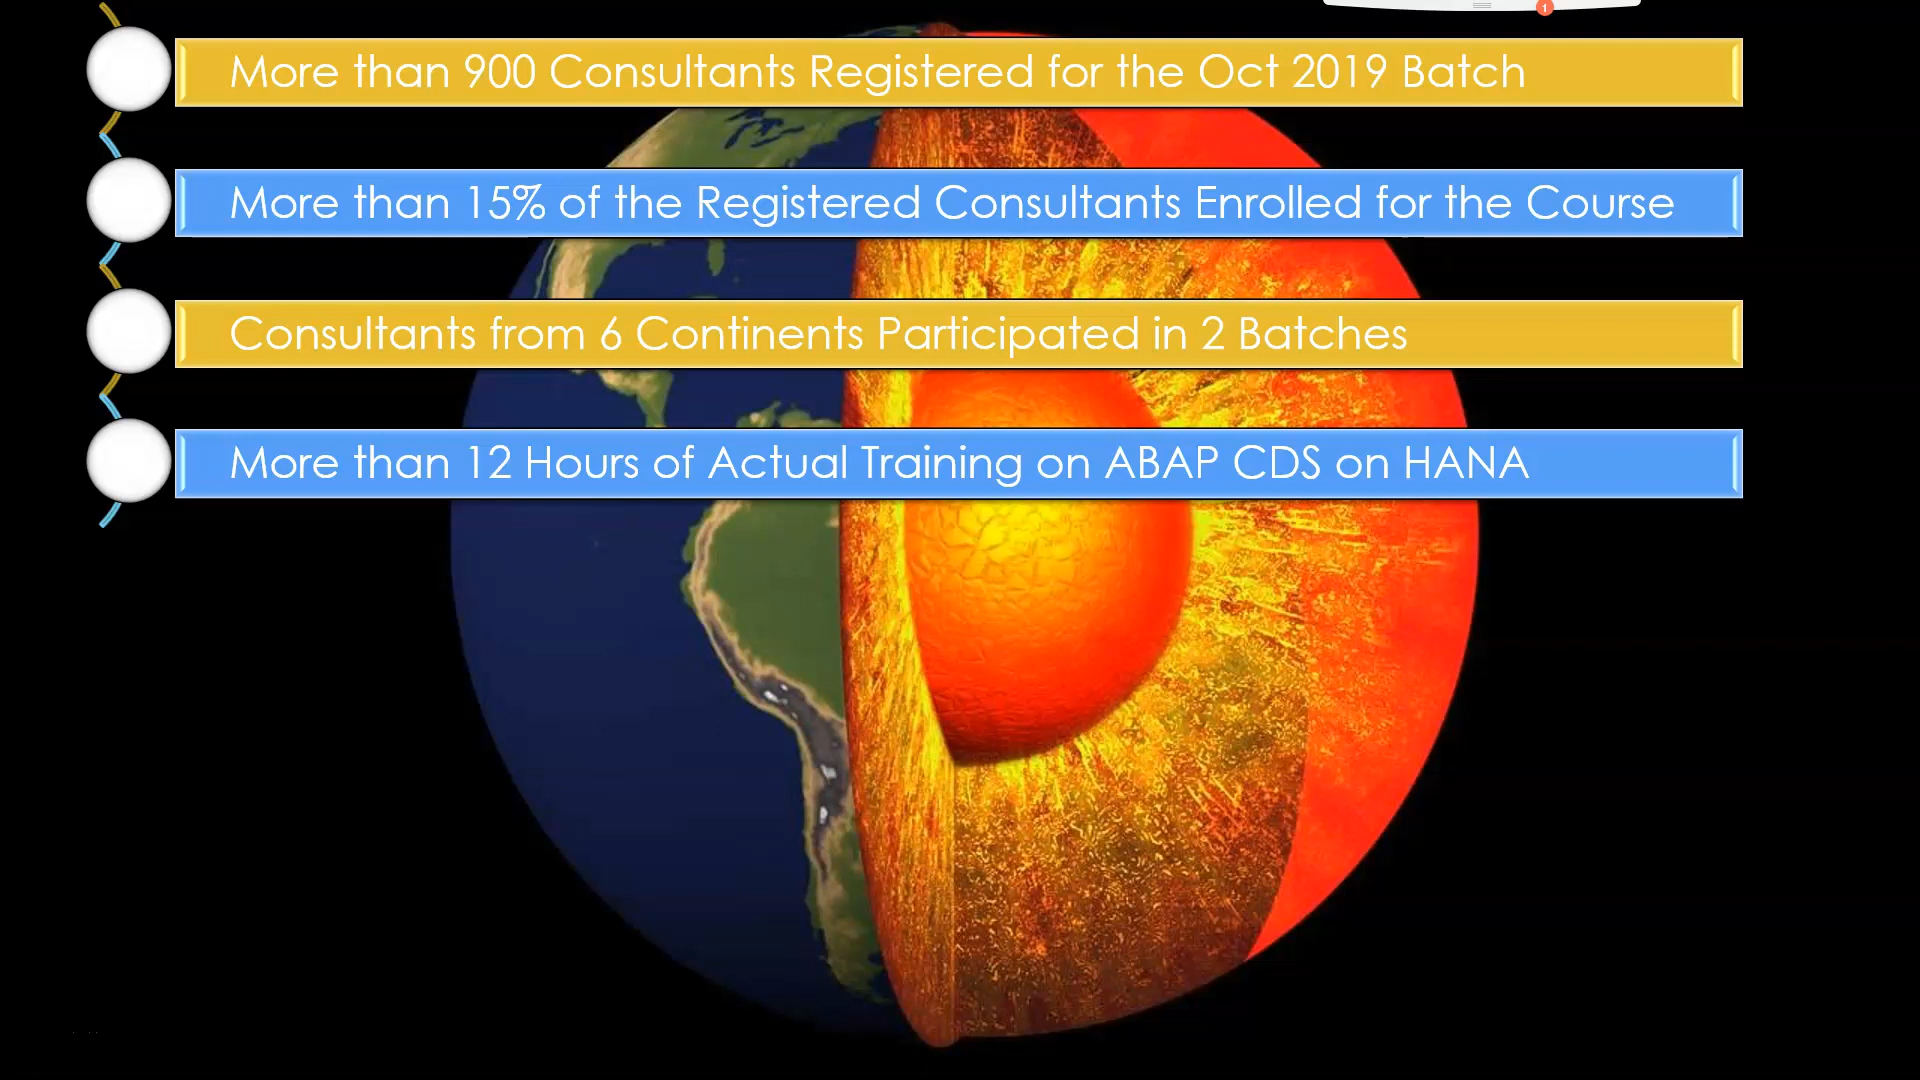 1
More than 900 Consultants Registered for the Oct 2019 Batch
More than 15% of the Registered Consultants Enrolled for the Course
Consultants from 6 Continents Participated in 2 Batches
More than 12 Hours of Actual Training on ABAP CDS on HANA